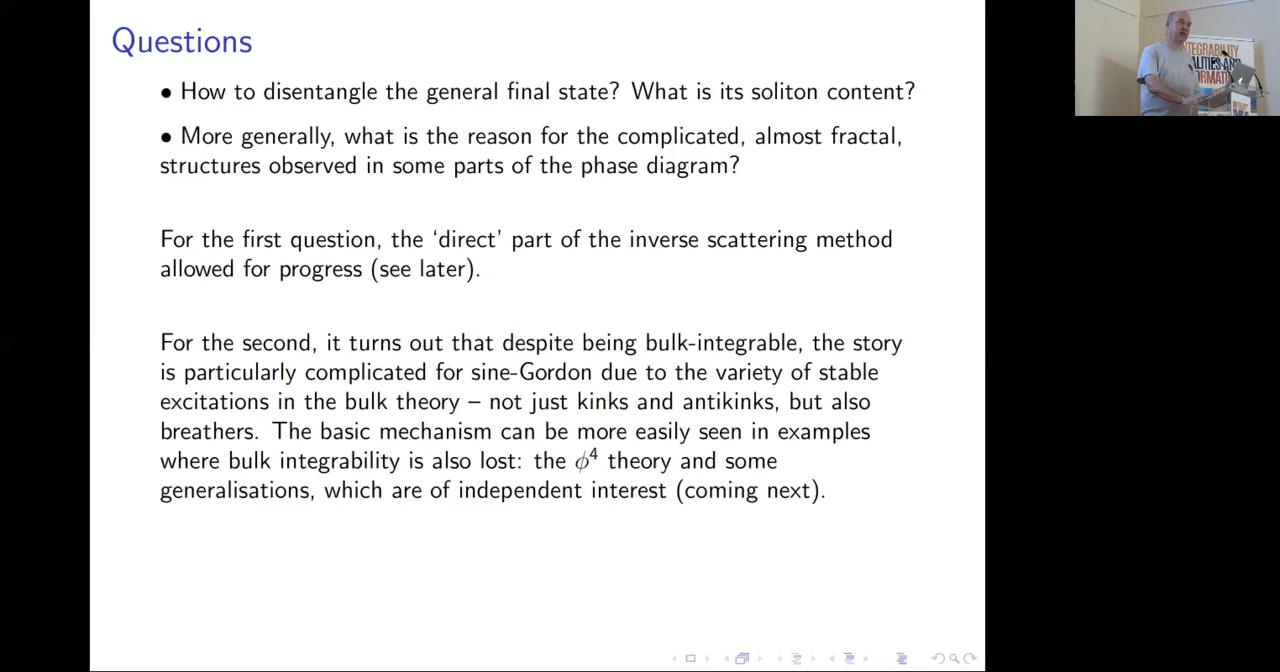 Questions
• How to disentangle the general final state? What is its soliton content?
• More generally, what is the reason for the complicated, almost fractal,
structures observed in some parts of the phase diagram?
For the first question, the ‘direct’ part of the inverse scattering method
allowed for progress (see later).
For the second, it turns out that despite being bulk-integrable, the story
is particularly complicated for sine-Gordon due to the variety of stable
excitations in the bulk theory – not just kinks and antikinks, but also
breathers. The basic mechanism can be more easily seen in examples
where bulk integrability is also lost: the ϕ⁴ theory and some
generalisations, which are of independent interest (coming next).